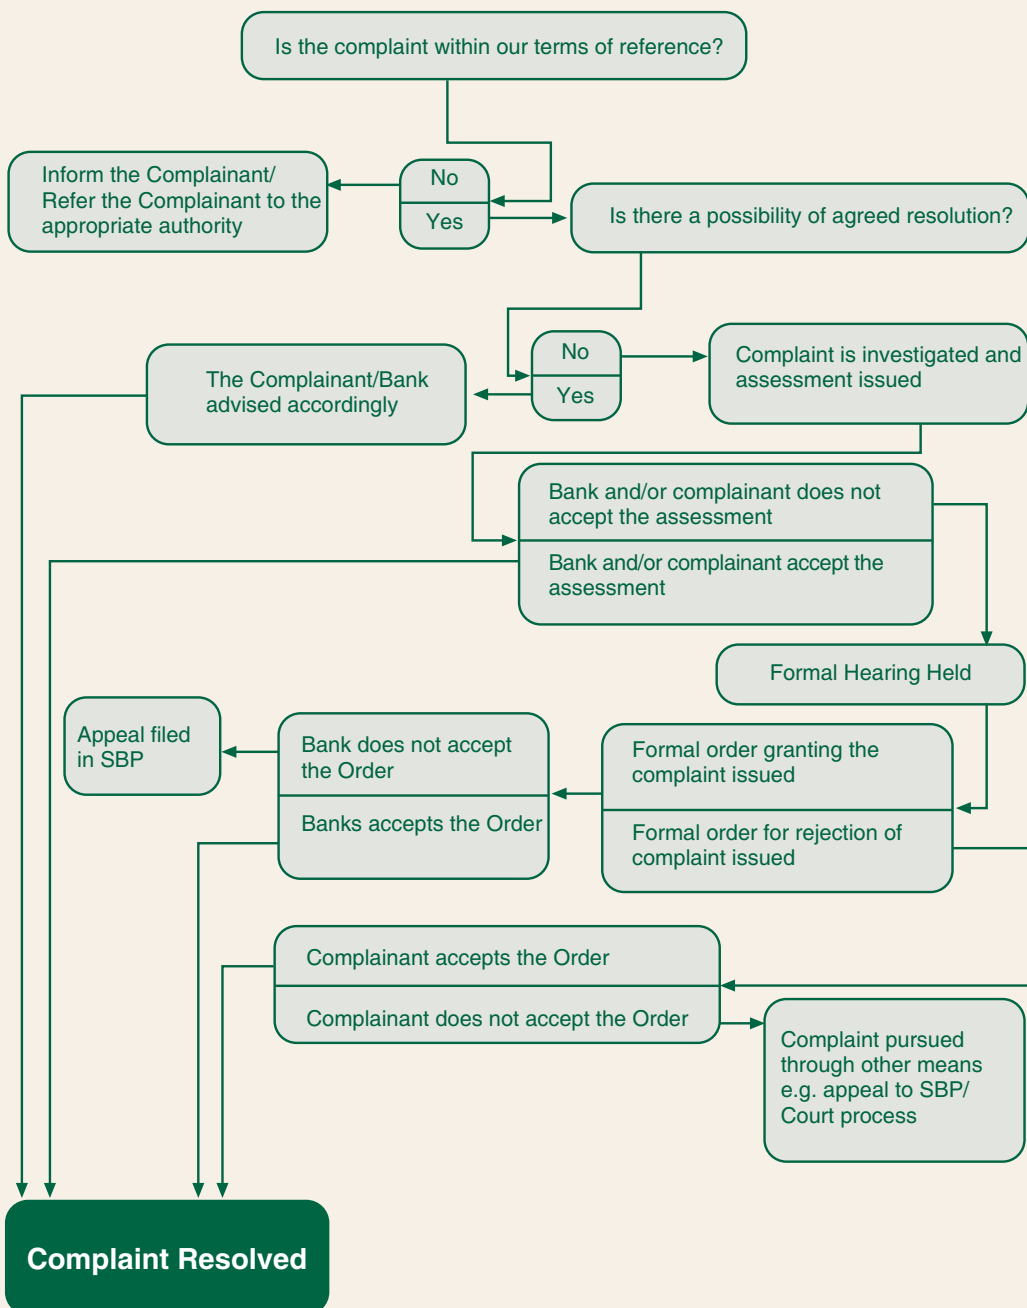 Is the complaint within our terms of reference?
Inform the Complainant/
Refer the Complainant to the
appropriate authority
No
Yes
Is there a possibility of agreed resolution?
The Complainant/Bank
advised accordingly
No
Yes
Complaint is investigated and
assessment issued
Bank and/or complainant does not
accept the assessment
Bank and/or complainant accept the
assessment
Formal Hearing Held
Appeal filed
in SBP
Bank does not accept
the Order
Banks accepts the Order
Formal order granting the
complaint issued
Formal order for rejection of
complaint issued
Complainant accepts the Order
Complainant does not accept the Order
Complaint pursued
through other means
e.g. appeal to SBP/
Court process
Complaint Resolved